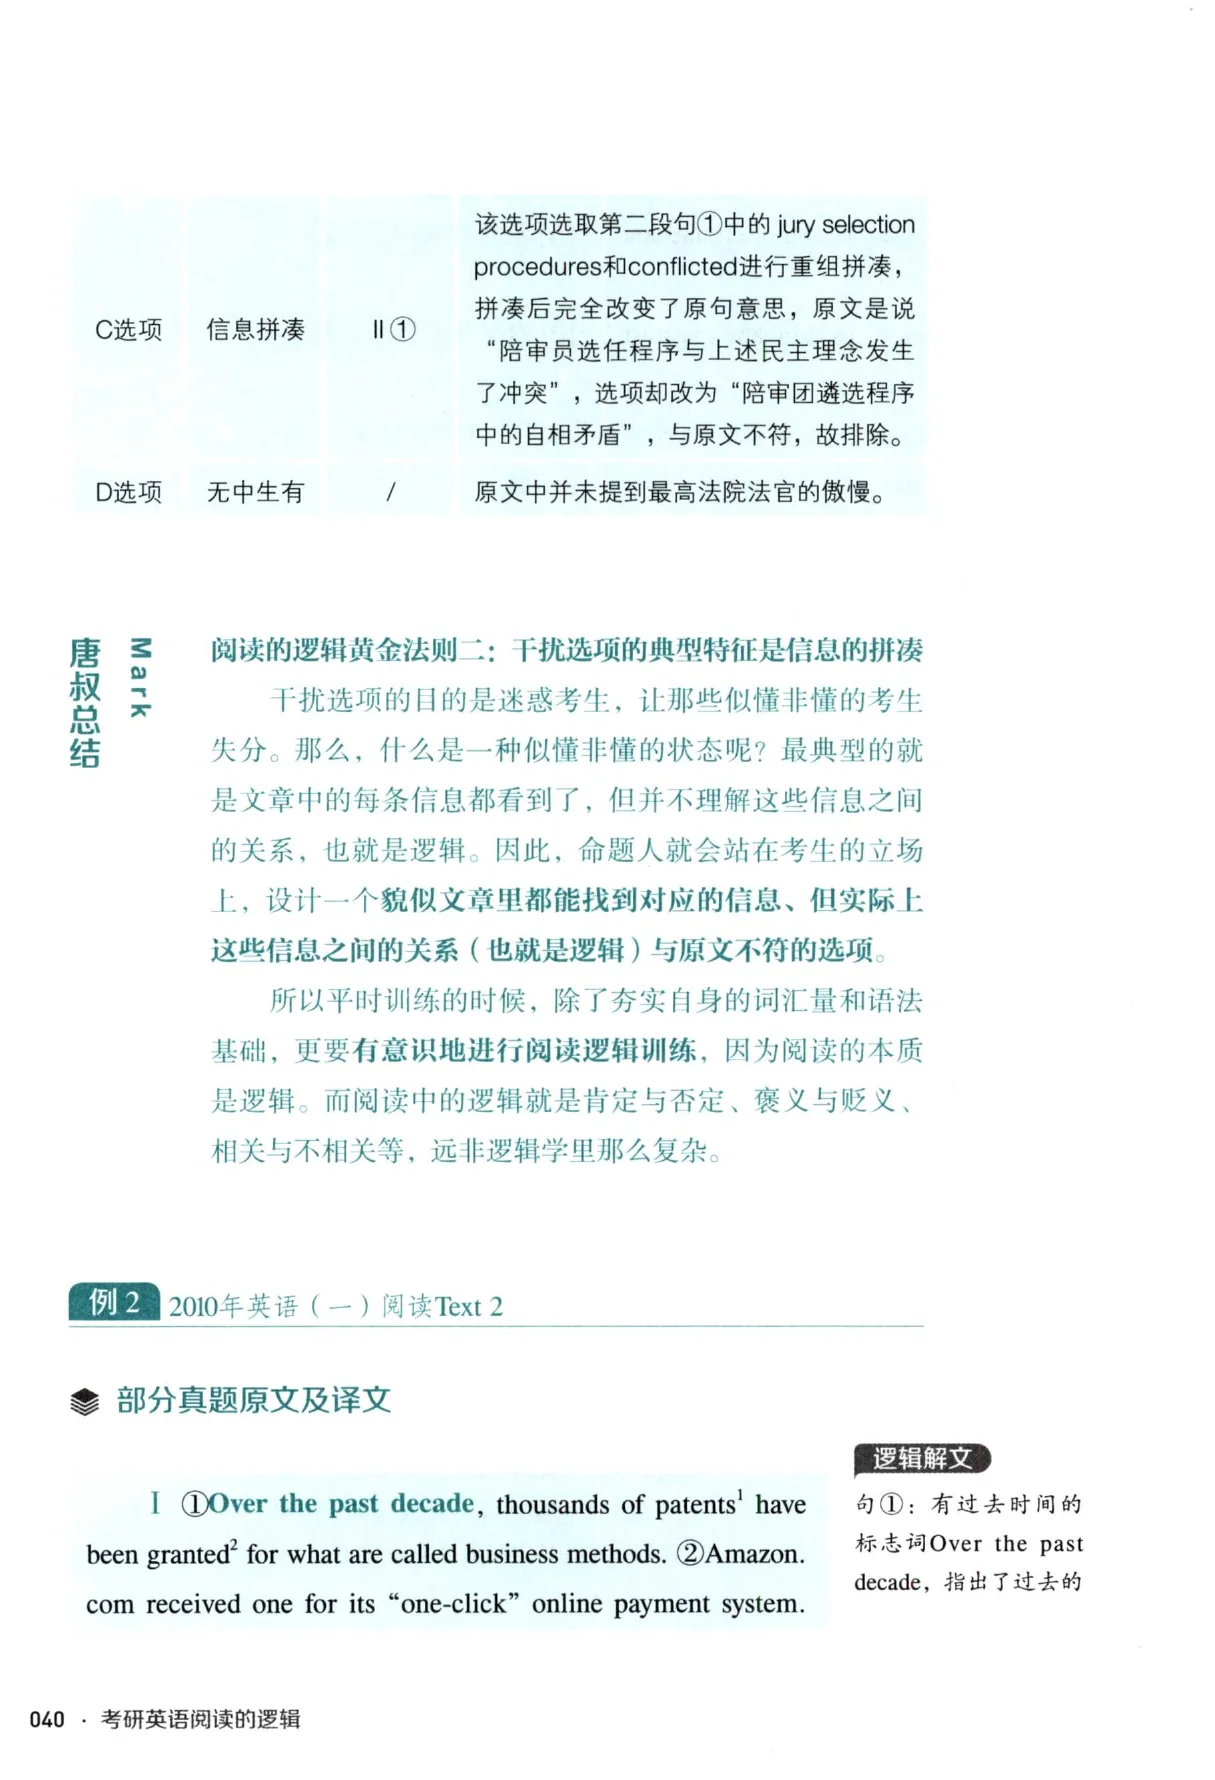 该选项选取第二段句①中的 jury selection
procedures和conflicted进行重组拼凑，
拼凑后完全改变了原句意思，原文是说
C选项 信息拼凑 II① “陪审员选任程序与上述民主理念发生
了冲突”，选项却改为“陪审团遴选程序
中的自相矛盾”，与原文不符，故排除。
D选项 无中生有 / 原文中并未提到最高法院法官的傲慢。
唐叔总结
Mark
阅读的逻辑黄金法则二：干扰选项的典型特征是信息的拼凑
干扰选项的目的是迷惑考生，让那些似懂非懂的考生
失分。那么，什么是一种似懂非懂的状态呢？最典型的就
是文章中的每条信息都看到了，但并不理解这些信息之间
的关系，也就是逻辑。因此，命题人就会站在考生的立场
上，设计一个貌似文章里都能找到对应的信息、但实际上
这些信息之间的关系（也就是逻辑）与原文不符的选项。
所以平时训练的时候，除了夯实自身的词汇量和语法
基础，更要有意识地进行阅读逻辑训练，因为阅读的本质
是逻辑。而阅读中的逻辑就是肯定与否定、褒义与贬义、
相关与不相关等，远非逻辑学里那么复杂。
例2 2010年英语（一）阅读Text 2
部分真题原文及译文
I ①Over the past decade, thousands of patents¹ have
been granted² for what are called business methods. ②Amazon.
com received one for its “one-click” online payment system.
逻辑解文
句①：有过去时间的
标志词Over the past
decade，指出了过去的
040 · 考研英语阅读的逻辑